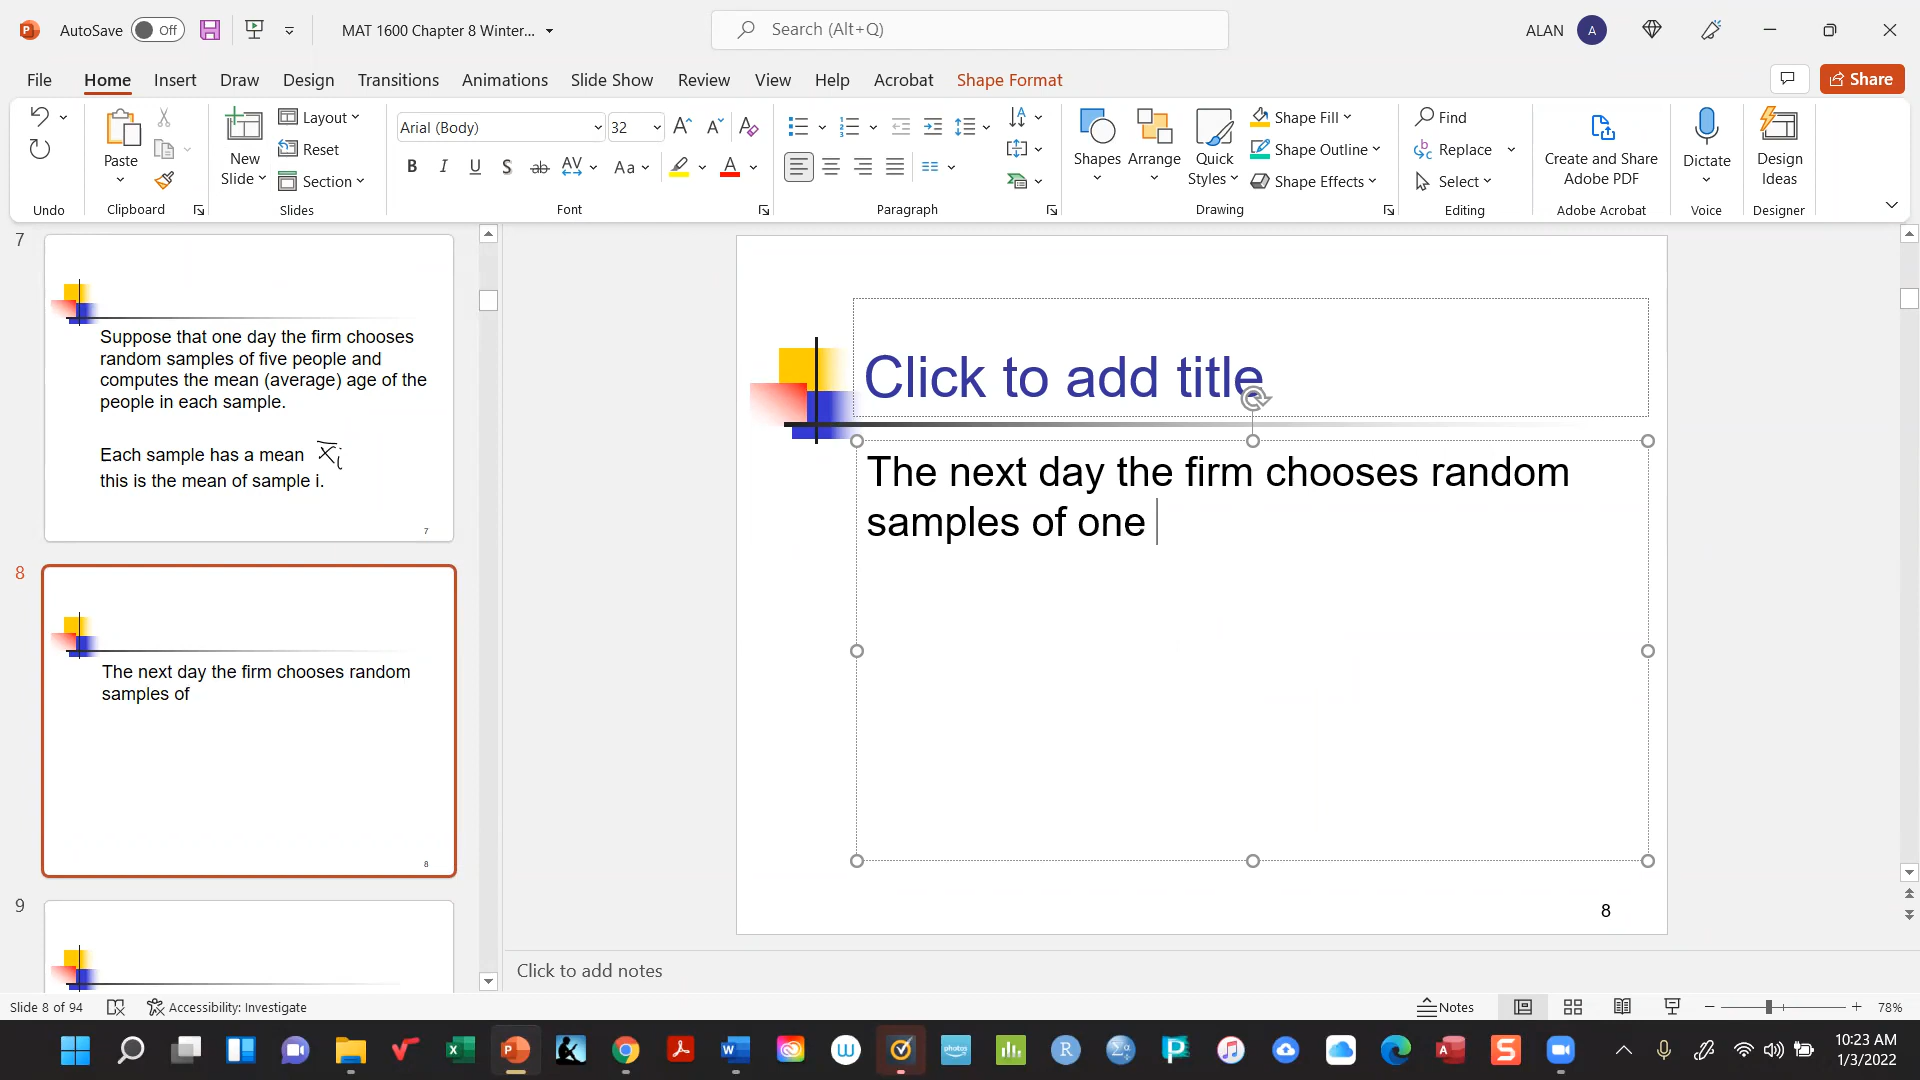 AutoSave Off MAT 1600 Chapter 8 Winter... Search (Alt+Q) ALAN A
File Home Insert Draw Design Transitions Animations Slide Show Review View Help Acrobat Shape Format Share
Undo
Paste
Clipboard
New Slide
Layout
Reset
Section
Slides
Arial (Body) 32
B I U S ab AV Aa A
Font
Paragraph
Shapes
Arrange
Quick Styles
Shape Fill
Shape Outline
Shape Effects
Drawing
Find
Replace
Select
Editing
Create and Share
Adobe PDF
Adobe Acrobat
Dictate
Voice
Design
Ideas
Designer
7
Suppose that one day the firm chooses
random samples of five people and
computes the mean (average) age of the
people in each sample.
Each sample has a mean x̅i
this is the mean of sample i.
7
8
The next day the firm chooses random
samples of
8
9
Click to add title
The next day the firm chooses random
samples of one
8
Click to add notes
Slide 8 of 94 Accessibility: Investigate Notes 78%
10:23 AM
1/3/2022